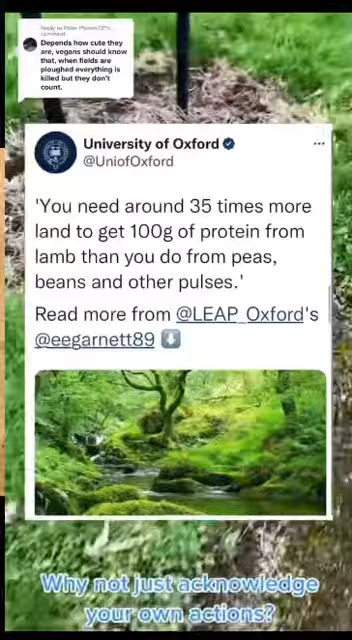 Depends how cute they
are, vegans should know
that, when fields are
ploughed everything is
killed but they don't
count.
University of Oxford
@UniofOxford
'You need around 35 times more
land to get 100g of protein from
lamb than you do from peas,
beans and other pulses.'
Read more from @LEAP_Oxford's
@eegarnett89
Why not just acknowledge
your own actions?